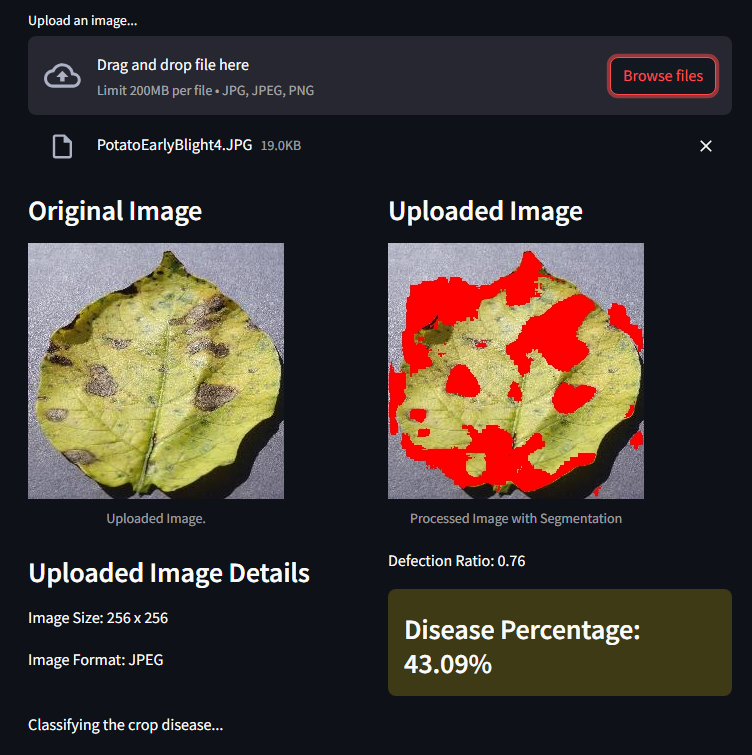 Upload an image...
Drag and drop file here
Limit 200MB per file • JPG, JPEG, PNG
Browse files
PotatoEarlyBlight4.JPG 19.0KB
Original Image
Uploaded Image
Uploaded Image.
Processed Image with Segmentation
Uploaded Image Details
Image Size: 256 x 256
Image Format: JPEG
Defection Ratio: 0.76
Disease Percentage:
43.09%
Classifying the crop disease...